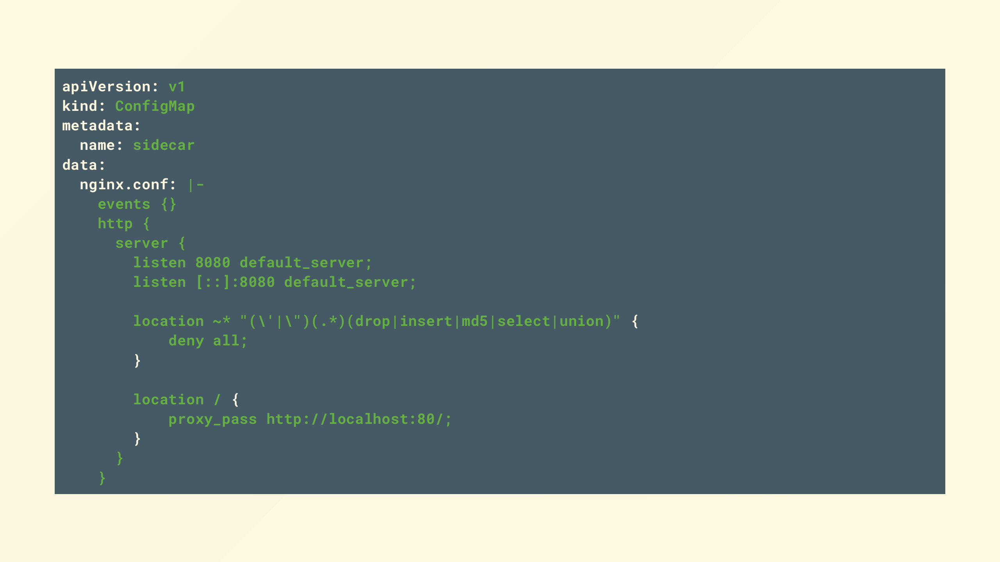 apiVersion: v1
kind: ConfigMap
metadata:
  name: sidecar
data:
  nginx.conf: |-
    events {}
    http {
      server {
        listen 8080 default_server;
        listen [::]:8080 default_server;

        location ~* "(\'|\")(.*)(drop|insert|md5|select|union)" {
            deny all;
        }

        location / {
            proxy_pass http://localhost:80/;
        }
      }
    }